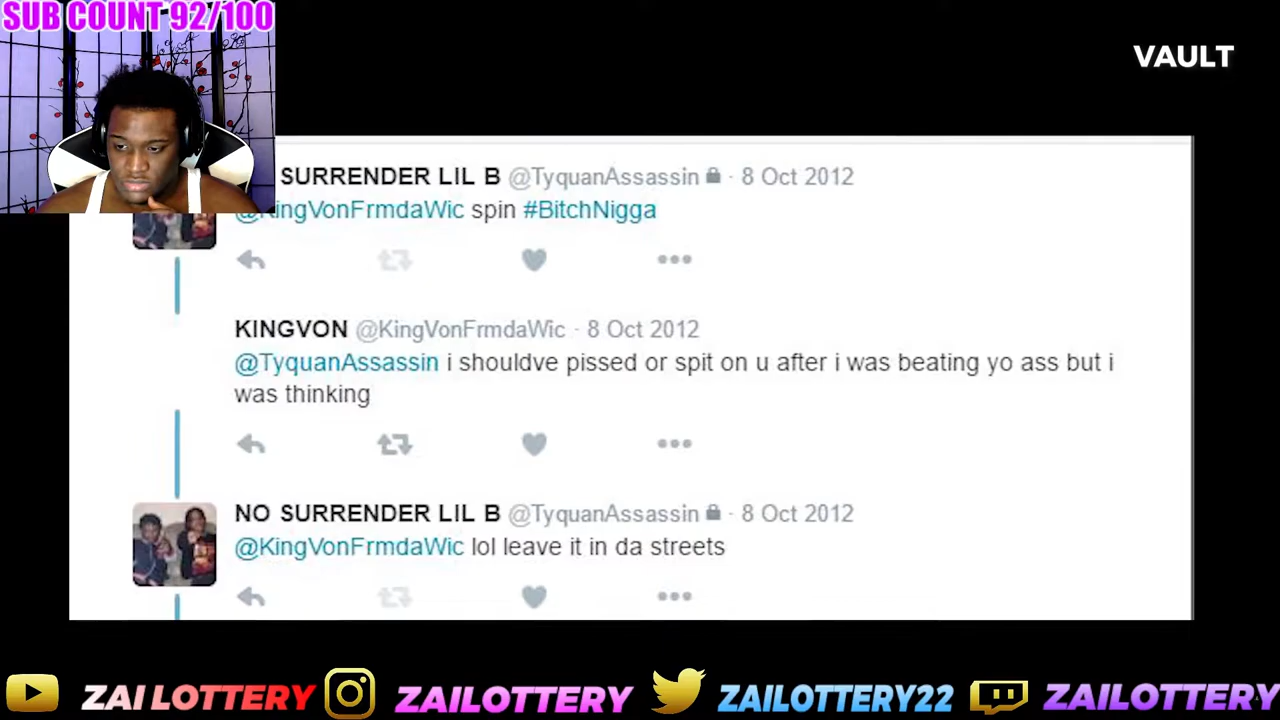 SUB COUNT 92/100
VAULT
SURRENDER LIL B @TyquanAssassin · 8 Oct 2012
@KingVonFrmdaWic spin #BitchNigga
KINGVON @KingVonFrmdaWic · 8 Oct 2012
@TyquanAssassin i shouldve pissed or spit on u after i was beating yo ass but i
was thinking
NO SURRENDER LIL B @TyquanAssassin · 8 Oct 2012
@KingVonFrmdaWic lol leave it in da streets
ZAI LOTTERY ZAILOTTERY ZAILOTTERY22 ZAILOTTERY